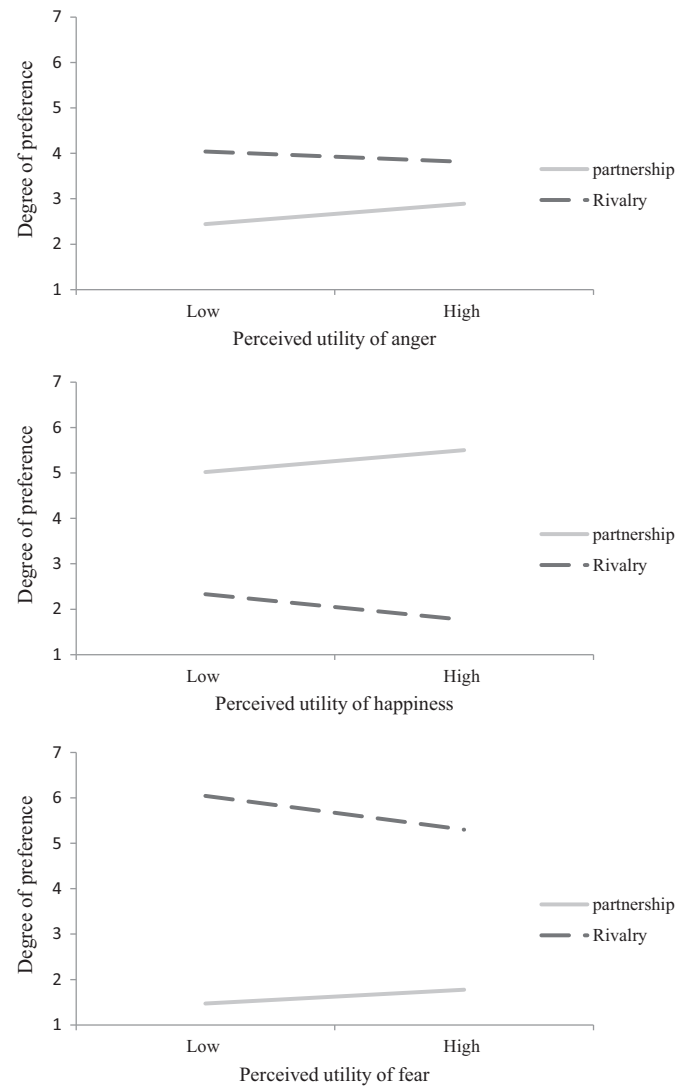 7
6
5
4
3
2
1
Degree of preference
Low High
Perceived utility of anger
partnership
Rivalry
7
6
5
4
3
2
1
Degree of preference
Low High
Perceived utility of happiness
partnership
Rivalry
7
6
5
4
3
2
1
Degree of preference
Low High
Perceived utility of fear
partnership
Rivalry